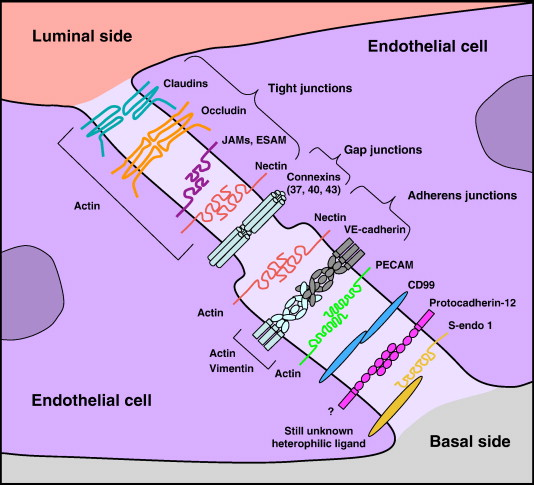 Luminal side
Endothelial cell
Claudins
Tight junctions
Occludin
JAMs, ESAM
Gap junctions
Nectin
Connexins
(37, 40, 43)
Adherens junctions
Actin
Nectin
VE-cadherin
PECAM
CD99
Protocadherin-12
Actin
S-endo 1
Actin
Vimentin
Actin
Endothelial cell
?
Still unknown
heterophilic ligand
Basal side